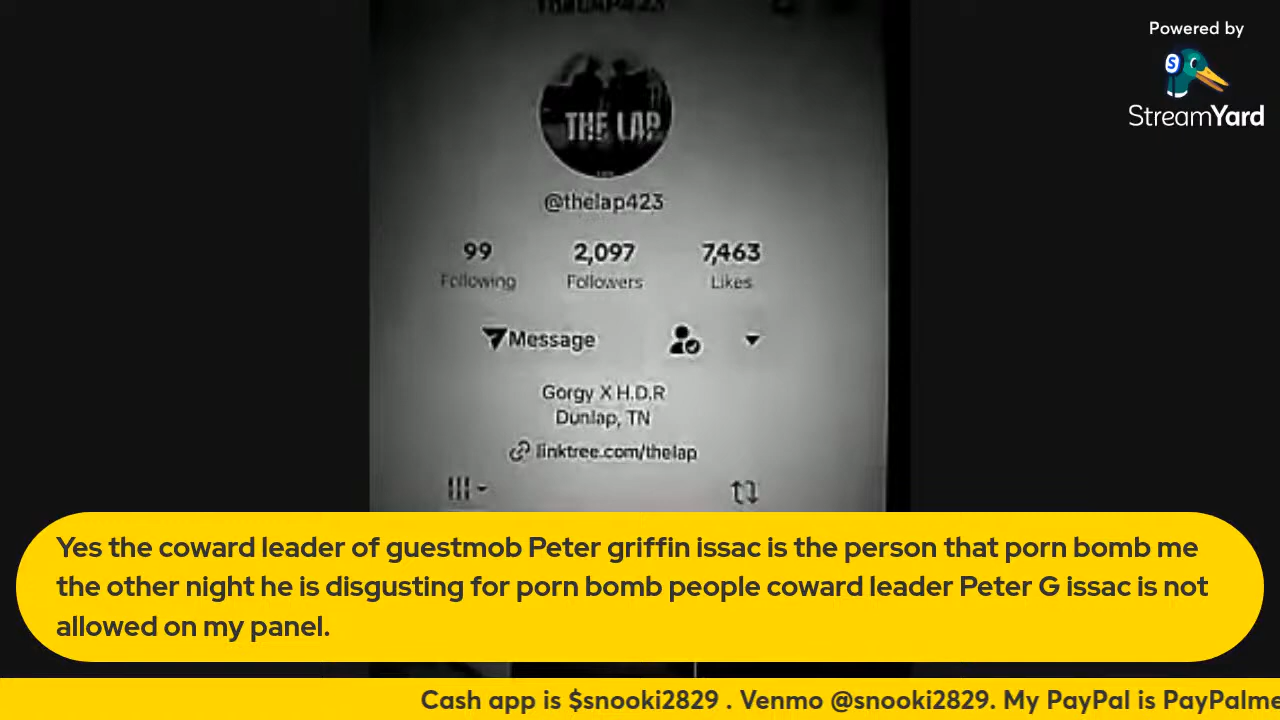 Powered by
StreamYard
THE LAP
@thelap423
99 2,097 7,463
Following Followers Likes
Message
Gorgy X H.D.R
Dunlap, TN
linktree.com/thelap
Yes the coward leader of guestmob Peter griffin issac is the person that porn bomb me
the other night he is disgusting for porn bomb people coward leader Peter G issac is not
allowed on my panel.
Cash app is $snooki2829 . Venmo @snooki2829. My PayPal is PayPalme